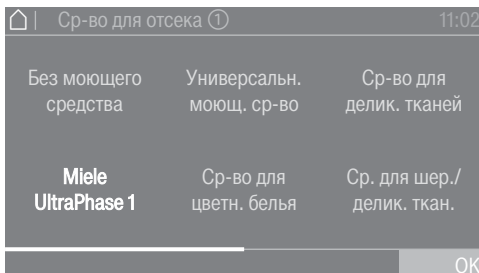 Ср-во для отсека ① 11:02
Без моющего средства
Универсальн. моющ. ср-во
Ср-во для делик. тканей
Miele UltraPhase 1
Ср-во для цветн. белья
Ср. для шер./ делик. ткан.
OK